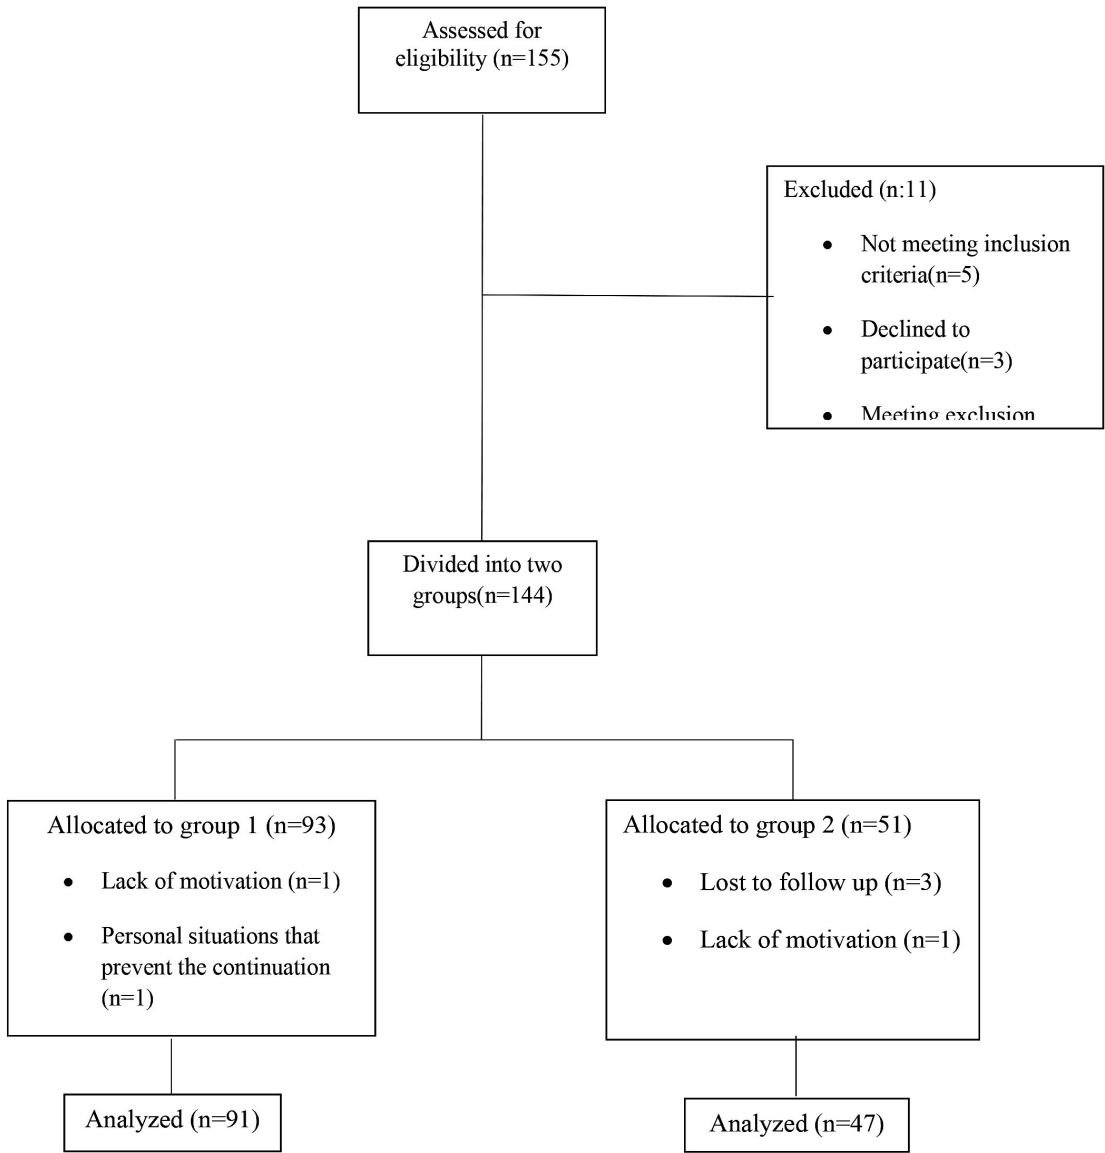 Assessed for
eligibility (n=155)
Excluded (n:11)
• Not meeting inclusion
criteria(n=5)
• Declined to
participate(n=3)
• Meeting exclusion
Divided into two
groups(n=144)
Allocated to group 1 (n=93)
• Lack of motivation (n=1)
• Personal situations that
prevent the continuation
(n=1)
Allocated to group 2 (n=51)
• Lost to follow up (n=3)
• Lack of motivation (n=1)
Analyzed (n=91)
Analyzed (n=47)